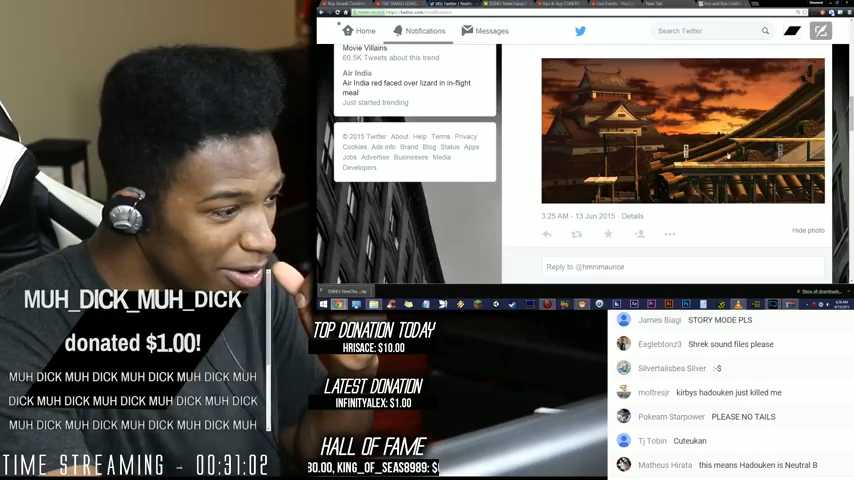 Home
Notifications
Messages
Search Twitter
Movie Villains
60.5K Tweets about this trend
Air India
Air India red faced over lizard in in-flight
meal
Just started trending
© 2015 Twitter About Help Terms Privacy
Cookies Ads info Brand Blog Status Apps
Jobs Advertise Businesses Media
Developers
3:25 AM - 13 Jun 2015 · Details
Hide photo
Reply to @hmnimaurice
Show all downloads...
MUH_DICK_MUH_DICK
donated $1.00!
MUH DICK MUH DICK MUH DICK MUH DICK MUH
DICK MUH DICK MUH DICK MUH DICK MUH DICK
MUH DICK MUH DICK MUH DICK MUH DICK MUH
TIME STREAMING - 00:31:02
TOP DONATION TODAY
HRISACE: $10.00
LATEST DONATION
INFINITYALEX: $1.00
HALL OF FAME
30.00, KING_OF_SEAS8989: $
James Biagi STORY MODE PLS
Eaglebtonz3 Shrek sound files please
Silvertailsbea Silver :-$
moltresjr kirbys hadouken just killed me
Pokeam Starpower PLEASE NO TAILS
Tj Tobin Cuteukan
Matheus Hirata this means Hadouken is Neutral B